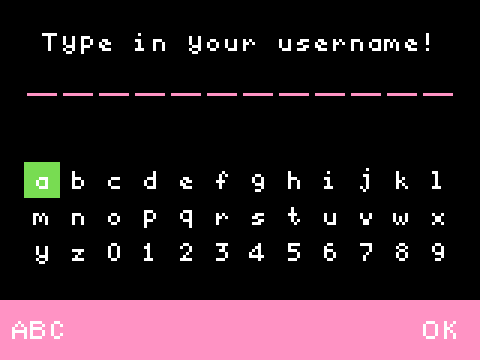 Type in your username!
a b c d e f g h i j k l
m n o p q r s t u v w x
y z 0 1 2 3 4 5 6 7 8 9
ABC OK